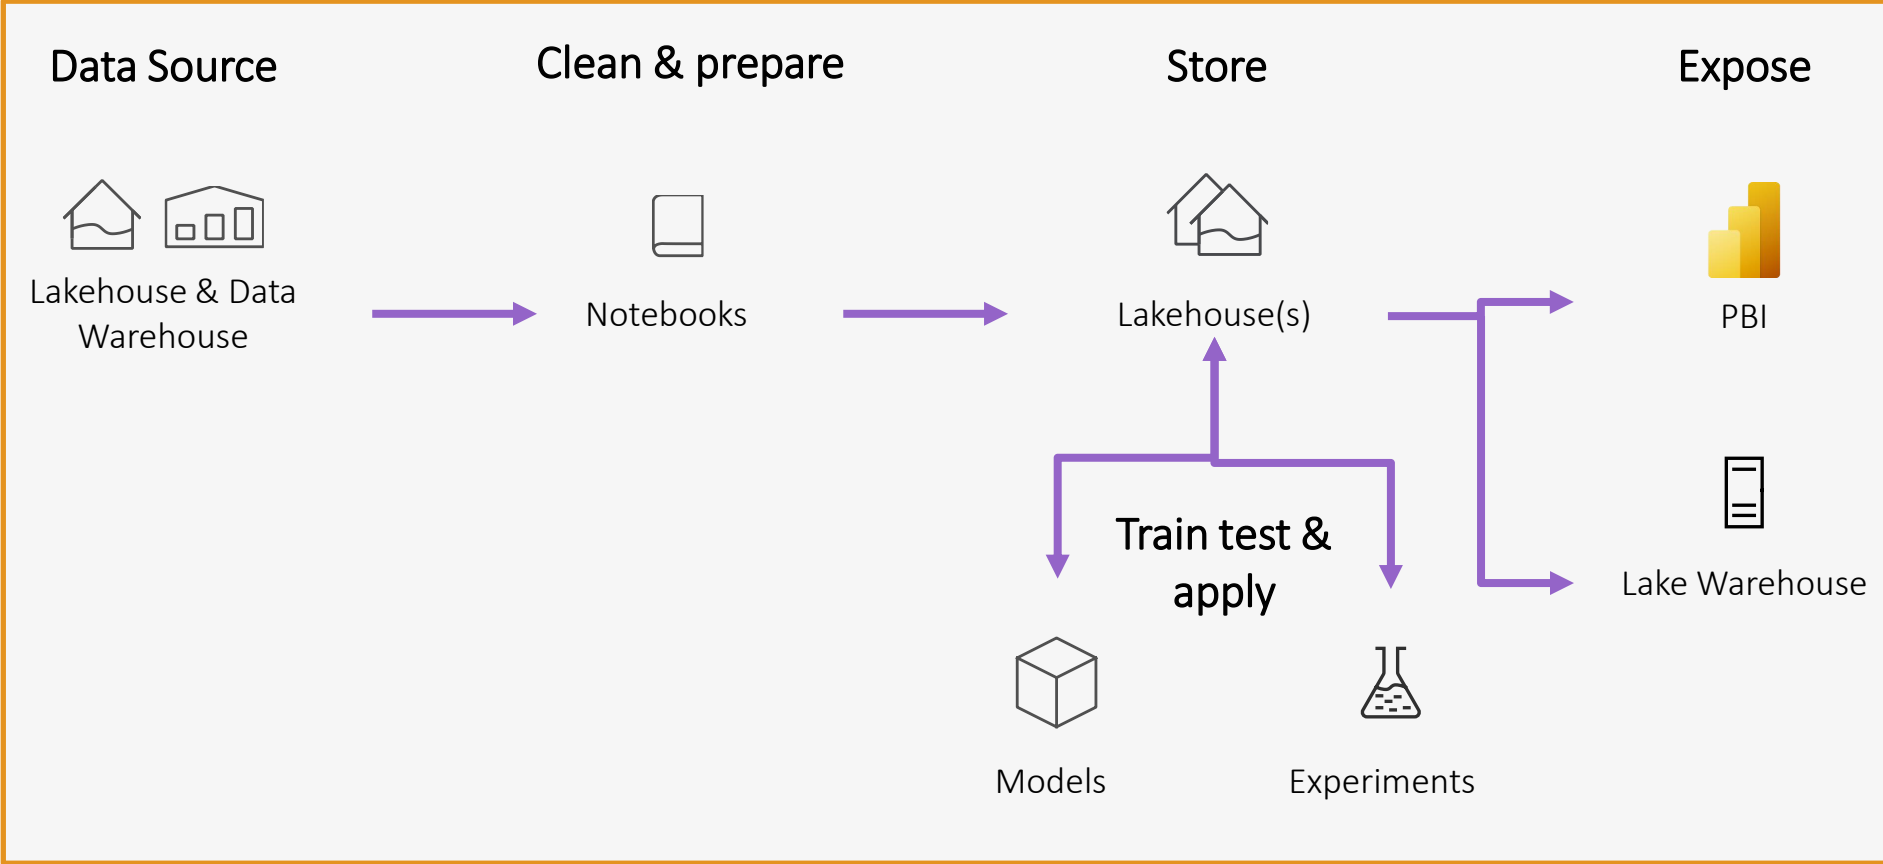 Data Source
Clean & prepare
Store
Expose
Lakehouse & Data
Warehouse
Notebooks
Lakehouse(s)
PBI
Train test &
apply
Lake Warehouse
Models
Experiments